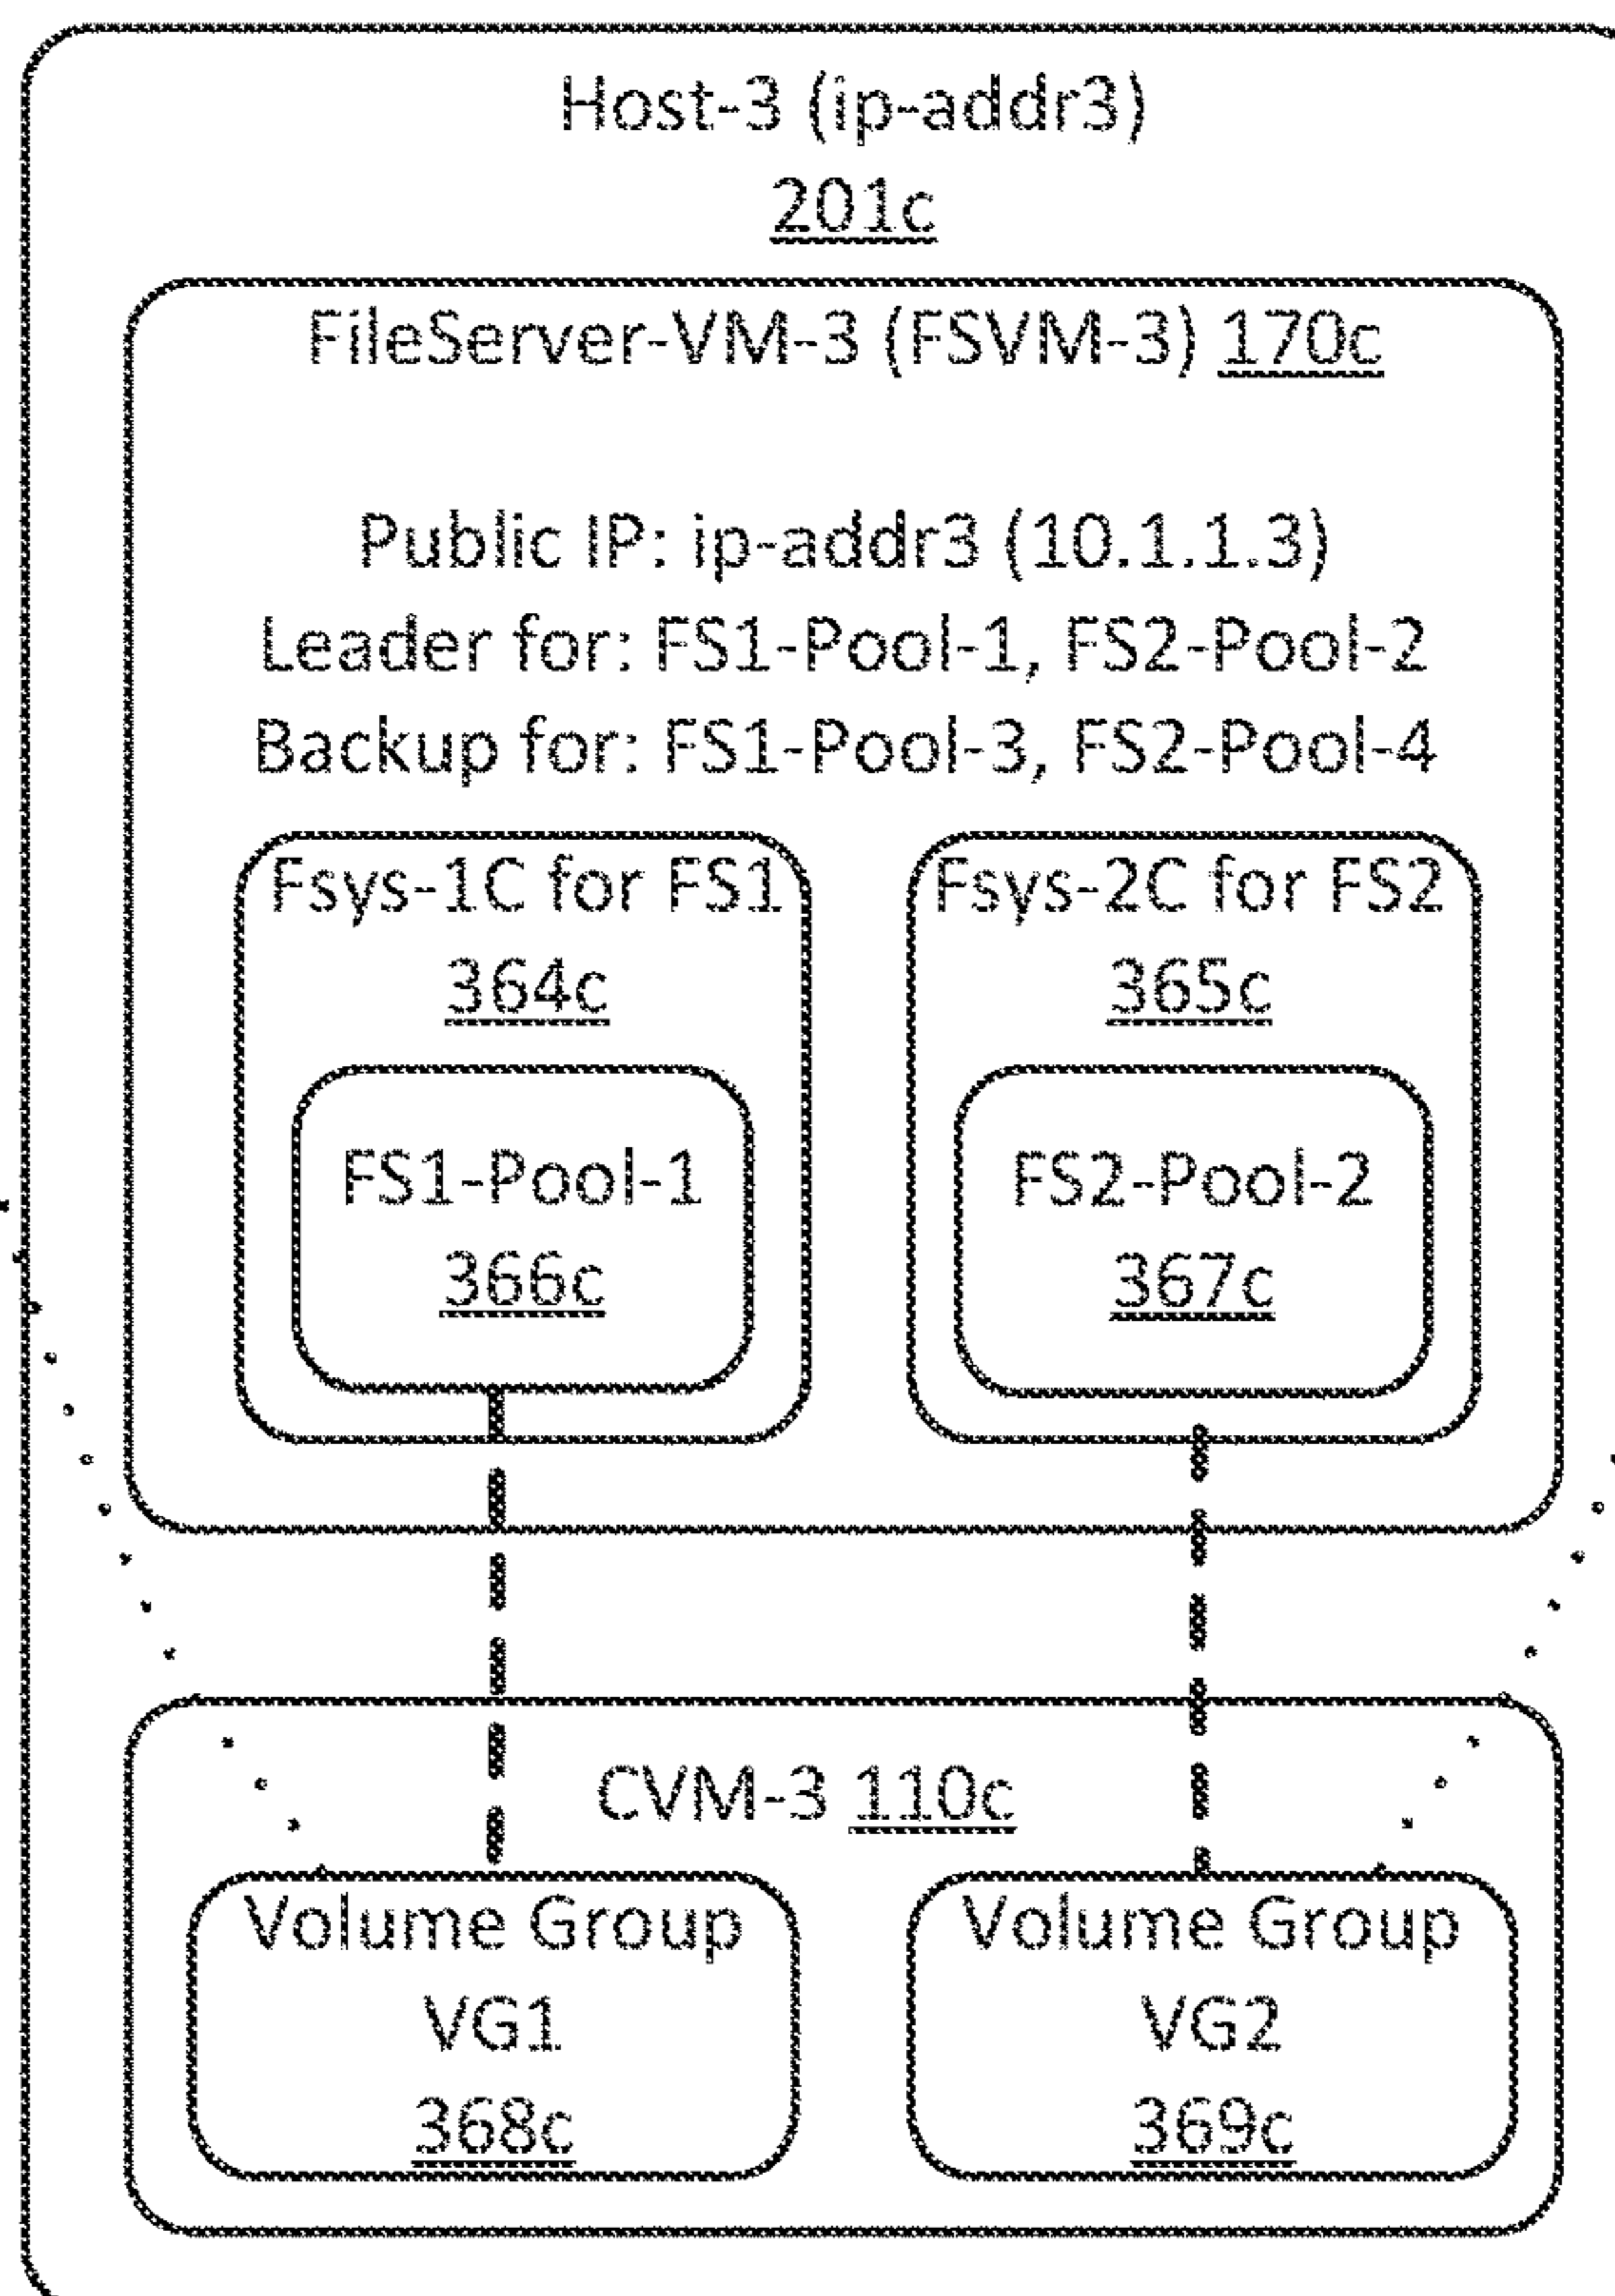 Host-3 (ip-addr3)
201c
FileServer-VM-3 (FSVM-3) 170c
Public IP: ip-addr3 (10.1.1.3)
Leader for: FS1-Pool-1, FS2-Pool-2
Backup for: FS1-Pool-3, FS2-Pool-4
Fsys-1C for FS1
364c
Fsys-2C for FS2
365c
FS1-Pool-1
366c
FS2-Pool-2
367c
CVM-3 110c
Volume Group
VG1
368c
Volume Group
VG2
369c